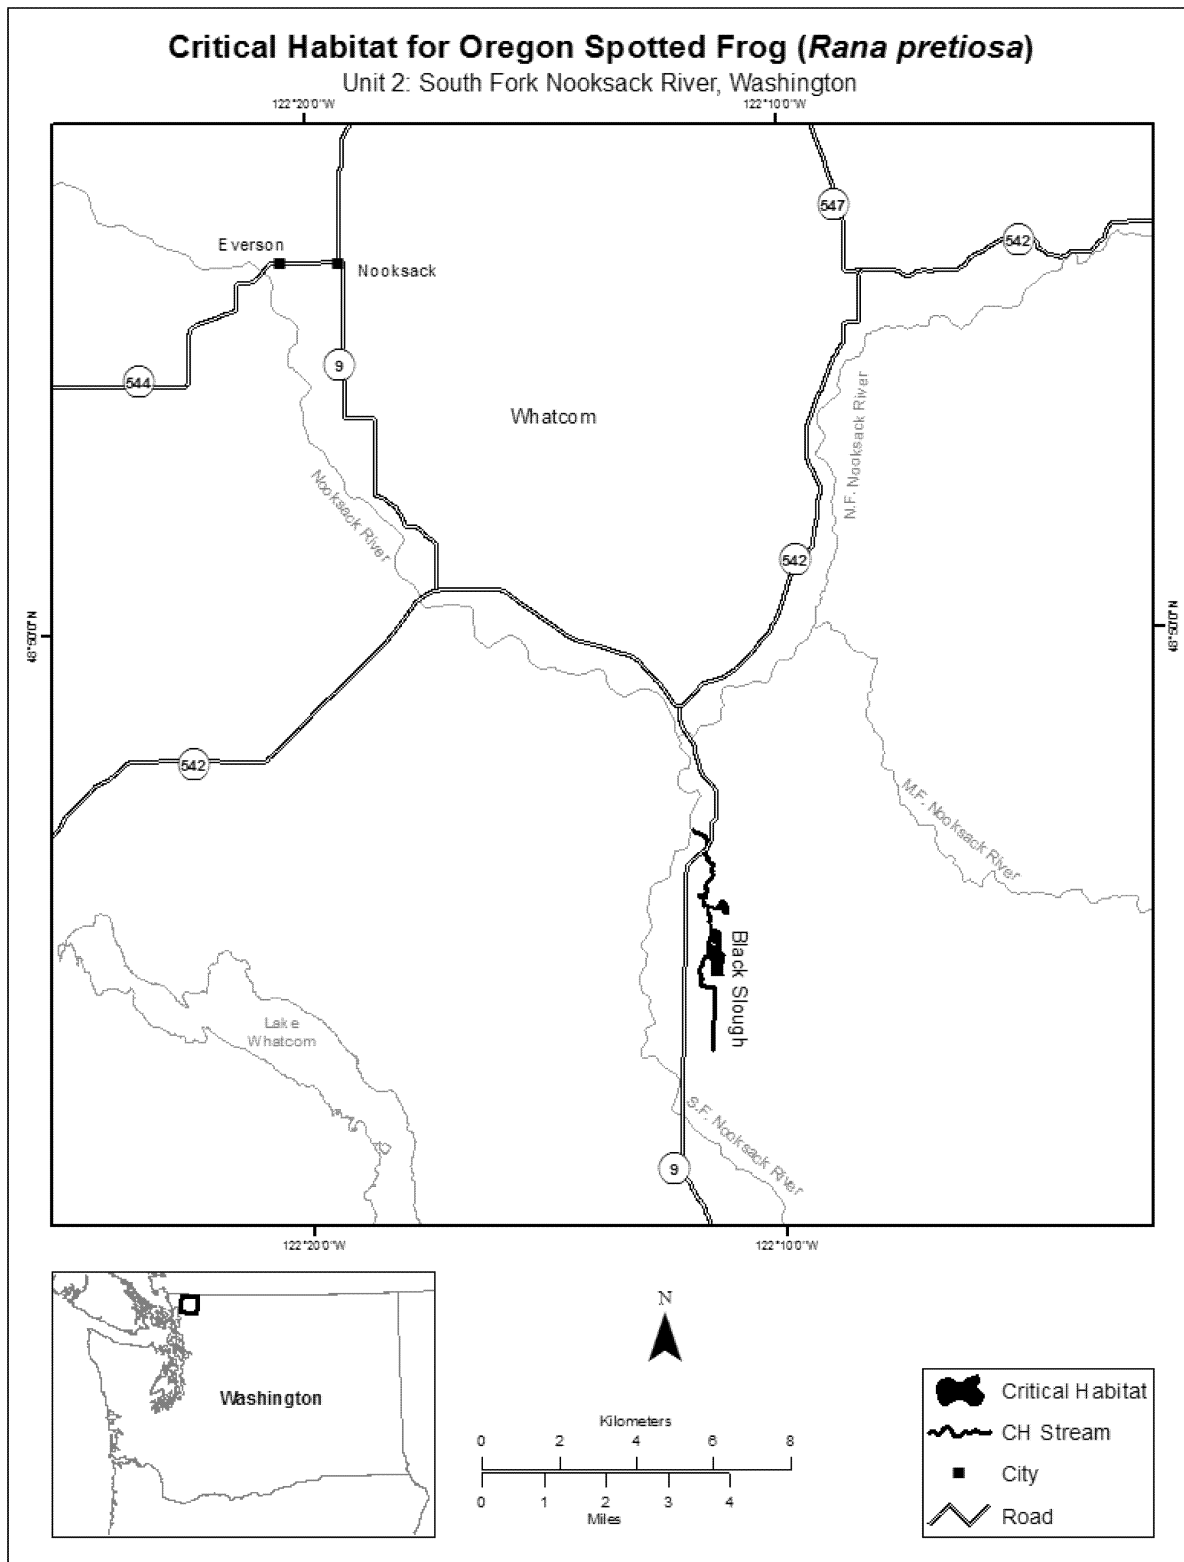 Critical Habitat for Oregon Spotted Frog (Rana pretiosa)
Unit 2: South Fork Nooksack River, Washington
122°20'0"W
122°10'0"W
547
542
Everson
Nooksack
9
544
Whatcom
N.F. Nooksack River
Nooksack River
542
48°50'0"N
48°50'0"N
542
M.F. Nooksack River
Black Slough
Lake
Whatcom
S.F. Nooksack River
9
122°20'0"W
122°10'0"W
Washington
N
Kilometers
0 2 4 6 8
0 1 2 3 4
Miles
Critical Habitat
CH Stream
City
Road